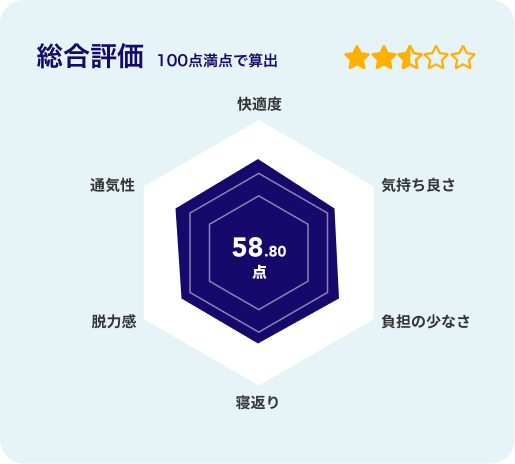 総合評価 100点満点で算出
快適度
通気性
気持ち良さ
58.80
点
脱力感
負担の少なさ
寝返り